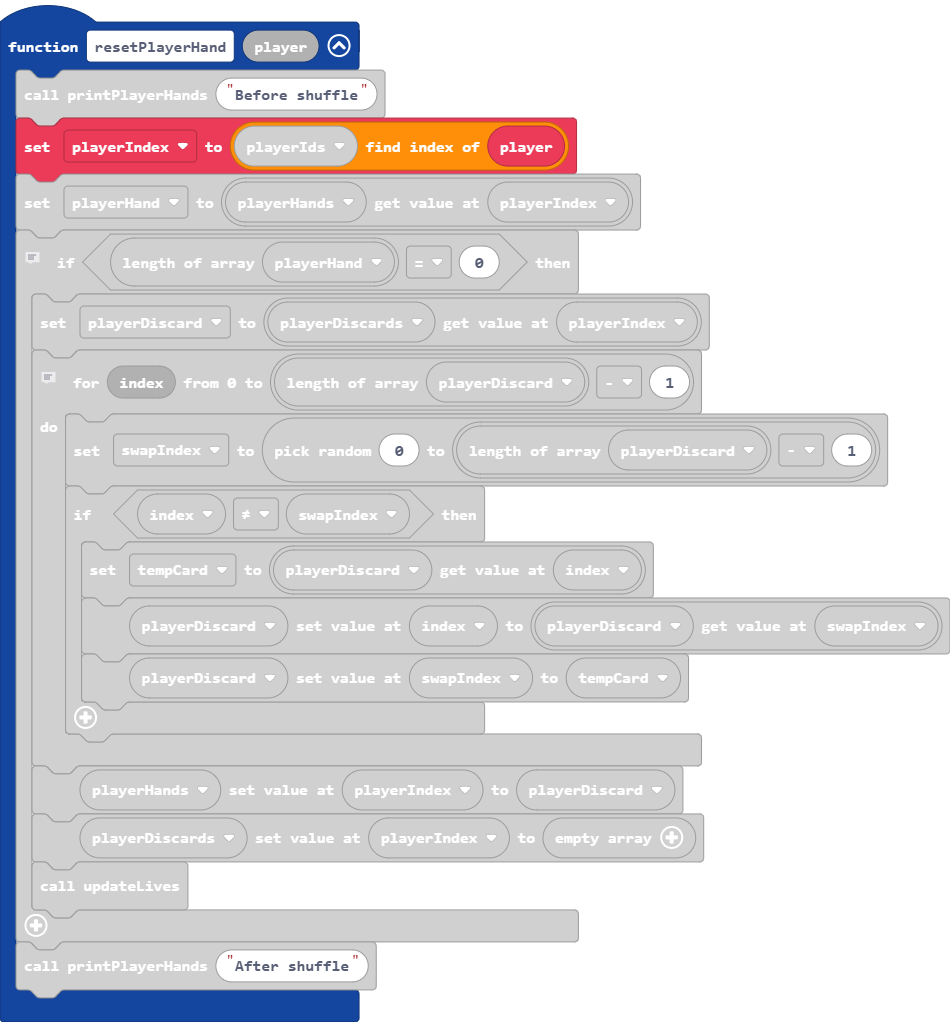 function resetPlayerHand player
call printPlayerHands "Before shuffle"
set playerIndex to playerIds find index of player
set playerHand to playerHands get value at playerIndex
if length of array playerHand = 0 then
set playerDiscard to playerDiscards get value at playerIndex
for index from 0 to length of array playerDiscard - 1
do
set swapIndex to pick random 0 to length of array playerDiscard - 1
if index ≠ swapIndex then
set tempCard to playerDiscard get value at index
playerDiscard set value at index to playerDiscard get value at swapIndex
playerDiscard set value at swapIndex to tempCard
playerHands set value at playerIndex to playerDiscard
playerDiscards set value at playerIndex to empty array
call updateLives
call printPlayerHands "After shuffle"